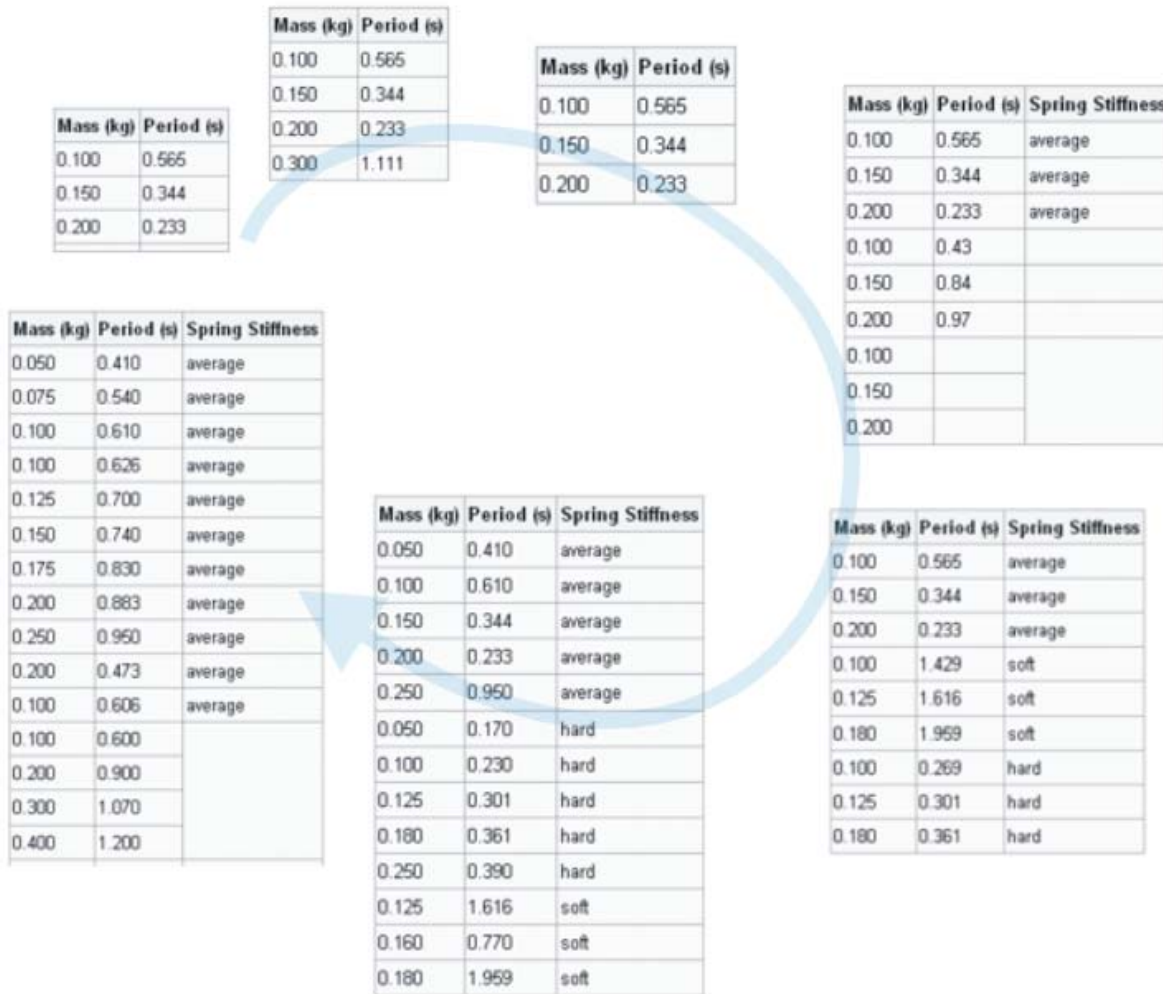 Mass (kg) Period (s)
0.100 0.565
0.150 0.344
0.200 0.233
Mass (kg) Period (s)
0.100 0.565
0.150 0.344
0.200 0.233
0.300 1.111
Mass (kg) Period (s)
0.100 0.565
0.150 0.344
0.200 0.233
Mass (kg) Period (s) Spring Stiffness
0.100 0.565 average
0.150 0.344 average
0.200 0.233 average
0.100 0.43
0.150 0.84
0.200 0.97
0.100
0.150
0.200
Mass (kg) Period (s) Spring Stiffness
0.100 0.565 average
0.150 0.344 average
0.200 0.233 average
0.100 1.429 soft
0.125 1.616 soft
0.180 1.959 soft
0.100 0.269 hard
0.125 0.301 hard
0.180 0.361 hard
Mass (kg) Period (s) Spring Stiffness
0.050 0.410 average
0.100 0.610 average
0.150 0.344 average
0.200 0.233 average
0.250 0.950 average
0.050 0.170 hard
0.100 0.230 hard
0.125 0.301 hard
0.180 0.361 hard
0.250 0.390 hard
0.125 1.616 soft
0.160 0.770 soft
0.180 1.959 soft
Mass (kg) Period (s) Spring Stiffness
0.050 0.410 average
0.075 0.540 average
0.100 0.610 average
0.100 0.626 average
0.125 0.700 average
0.150 0.740 average
0.175 0.830 average
0.200 0.883 average
0.250 0.950 average
0.200 0.473 average
0.100 0.606 average
0.100 0.600
0.200 0.900
0.300 1.070
0.400 1.200